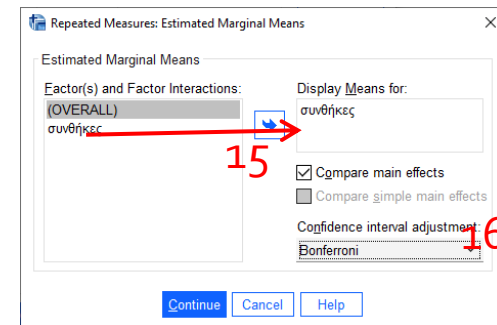 Repeated Measures: Estimated Marginal Means
Estimated Marginal Means
Factor(s) and Factor Interactions:
(OVERALL)
συνθήκες
Display Means for:
συνθήκες
15
Compare main effects
Compare simple main effects
Confidence interval adjustment:
16
Bonferroni
Continue Cancel Help